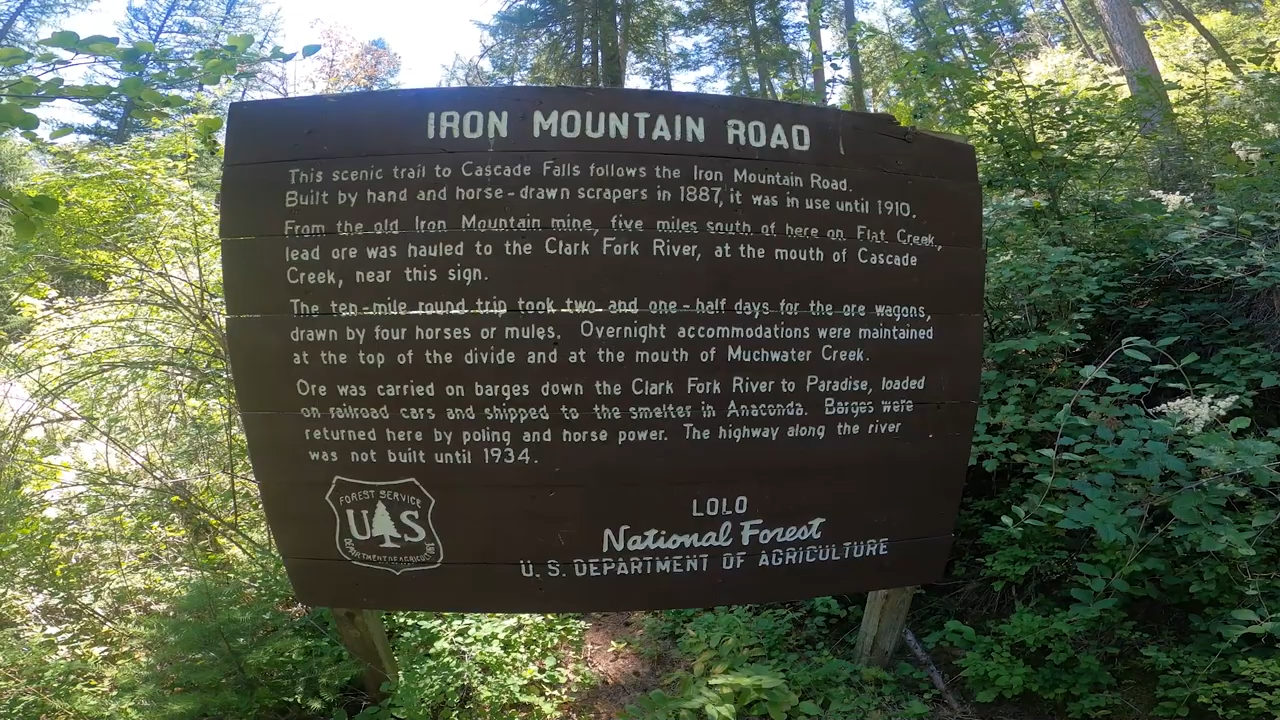 IRON MOUNTAIN ROAD
This scenic trail to Cascade Falls follows the Iron Mountain Road.
Built by hand and horse-drawn scrapers in 1887, it was in use until 1910.
From the old Iron Mountain mine, five miles south of here on Flat Creek,
lead ore was hauled to the Clark Fork River, at the mouth of Cascade
Creek, near this sign.
The ten-mile round trip took two and one-half days for the ore wagons,
drawn by four horses or mules. Overnight accommodations were maintained
at the top of the divide and at the mouth of Muchwater Creek.
Ore was carried on barges down the Clark Fork River to Paradise, loaded
on railroad cars and shipped to the smelter in Anaconda. Barges were
returned here by poling and horse power. The highway along the river
was not built until 1934.
FOREST SERVICE
U S
DEPARTMENT OF AGRICULTURE
LOLO
National Forest
U. S. DEPARTMENT OF AGRICULTURE